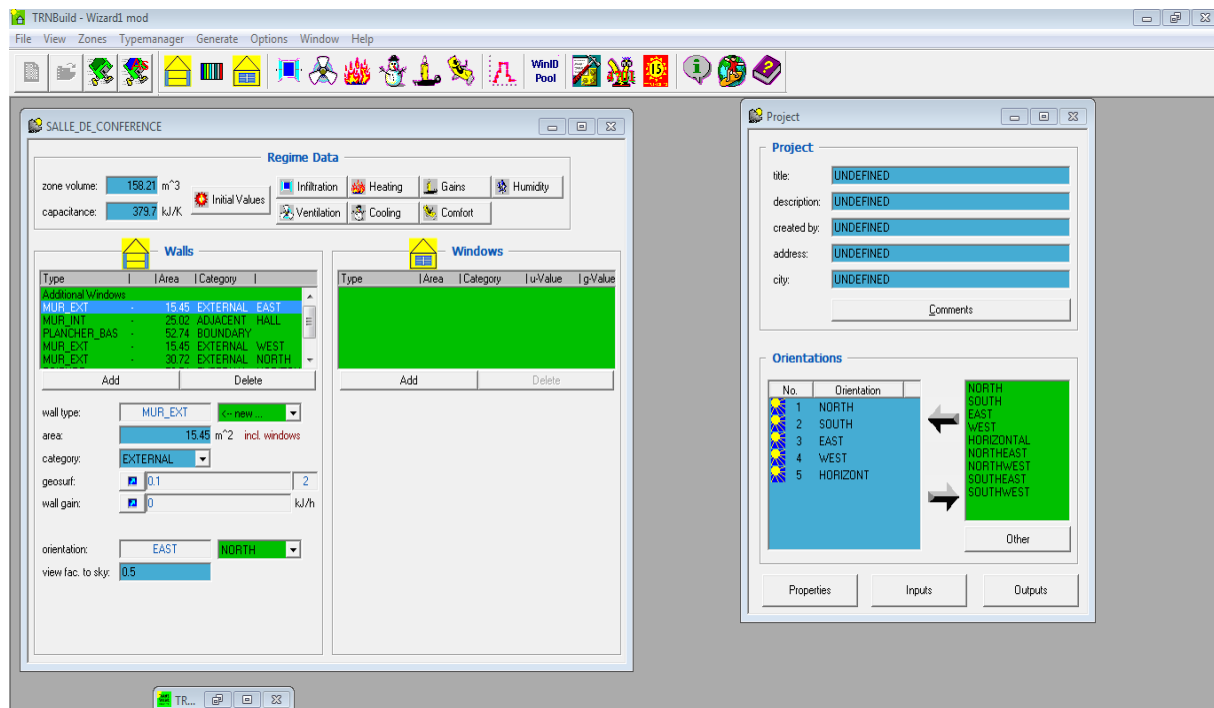 TRNBuild - Wizard1 mod
File View Zones Typemanager Generate Options Window Help
WinID
Pool
15
SALLE_DE_CONFERENCE
Regime Data
zone volume: 158.21 m^3
capacitance: 379.7 kJ/K
Initial Values
Infiltration Heating Gains Humidity
Ventilation Cooling Comfort
Walls
Type | | Area | Category |
Additional Windows
MUR_EXT - 15.45 EXTERNAL EAST
MUR_INT - 25.02 ADJACENT HALL
PLANCHER_BAS - 52.74 BOUNDARY
MUR_EXT - 15.45 EXTERNAL WEST
MUR_EXT - 30.72 EXTERNAL NORTH
Add Delete
wall type: MUR_EXT <-- new ...
area: 15.45 m^2 incl. windows
category: EXTERNAL
geosurf: 0.1 2
wall gain: 0 kJ/h
orientation: EAST NORTH
view fac. to sky: 0.5
Windows
Type | Area | Category | u-Value | g-Value
Add Delete
TR...
Project
Project
title: UNDEFINED
description: UNDEFINED
created by: UNDEFINED
address: UNDEFINED
city: UNDEFINED
Comments
Orientations
No. Orientation
1 NORTH
2 SOUTH
3 EAST
4 WEST
5 HORIZONT
NORTH
SOUTH
EAST
WEST
HORIZONTAL
NORTHEAST
NORTHWEST
SOUTHEAST
SOUTHWEST
Other
Properties Inputs Outputs